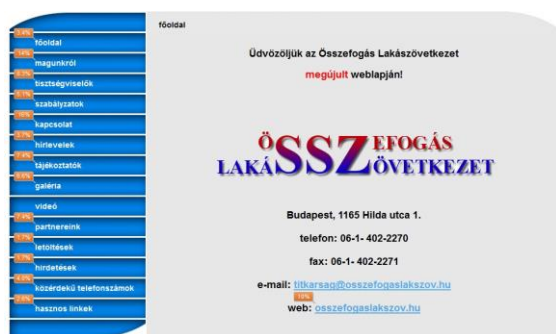 főoldal
főoldal
magunkról
tisztségviselők
szabályzatok
kapcsolat
hírlevelek
tájékoztatók
galéria
videó
partnereink
letöltések
hirdetések
közérdekű telefonszámok
hasznos linkek
Üdvözöljük az Összefogás Lakászövetkezet
megújult weblapján!
ÖSSZEFOGÁS
LAKÁSSZÖVETKEZET
Budapest, 1165 Hilda utca 1.
telefon: 06-1- 402-2270
fax: 06-1- 402-2271
e-mail: titkarsag@osszefogaslakszov.hu
web: osszefogaslakszov.hu